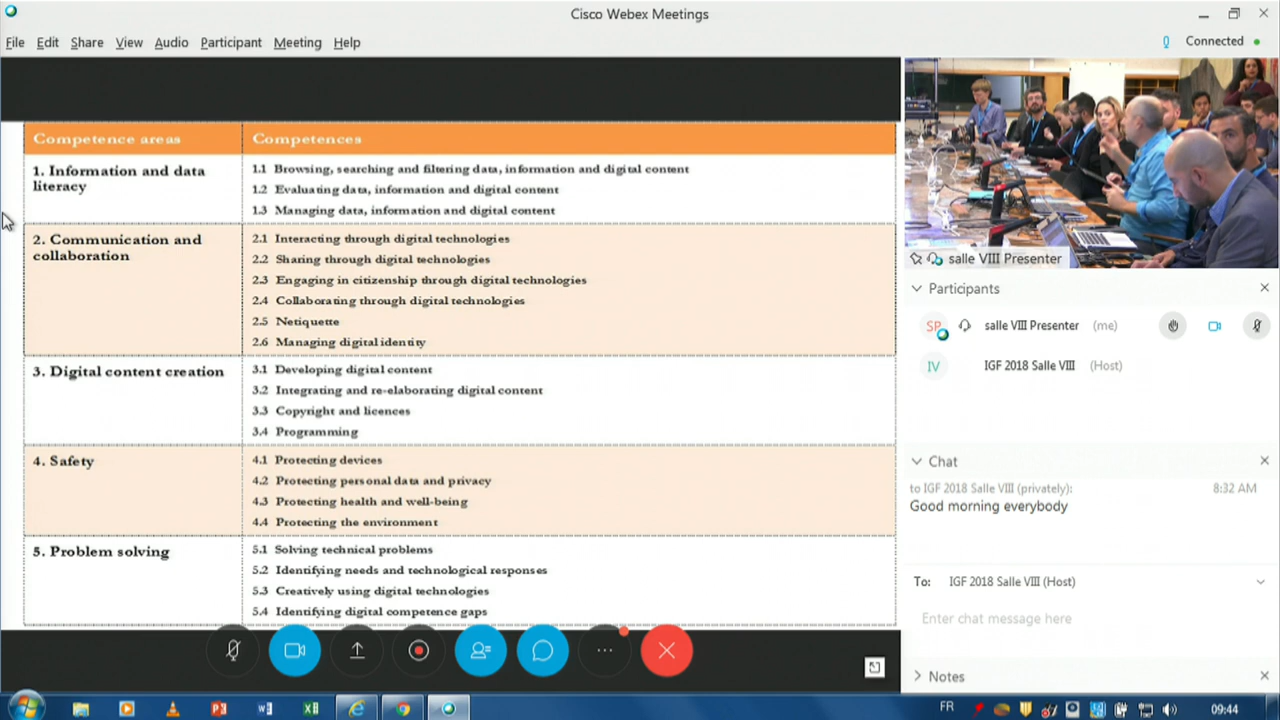 Cisco Webex Meetings
File Edit Share View Audio Participant Meeting Help
Connected
Competence areas Competences
1. Information and data literacy
1.1 Browsing, searching and filtering data, information and digital content
1.2 Evaluating data, information and digital content
1.3 Managing data, information and digital content
2. Communication and collaboration
2.1 Interacting through digital technologies
2.2 Sharing through digital technologies
2.3 Engaging in citizenship through digital technologies
2.4 Collaborating through digital technologies
2.5 Netiquette
2.6 Managing digital identity
3. Digital content creation
3.1 Developing digital content
3.2 Integrating and re-elaborating digital content
3.3 Copyright and licences
3.4 Programming
4. Safety
4.1 Protecting devices
4.2 Protecting personal data and privacy
4.3 Protecting health and well-being
4.4 Protecting the environment
5. Problem solving
5.1 Solving technical problems
5.2 Identifying needs and technological responses
5.3 Creatively using digital technologies
5.4 Identifying digital competence gaps
salle VIII Presenter
Participants
SP salle VIII Presenter (me)
IV IGF 2018 Salle VIII (Host)
Chat
to IGF 2018 Salle VIII (privately): 8:32 AM
Good morning everybody
To: IGF 2018 Salle VIII (Host)
Enter chat message here
Notes
FR 09:44